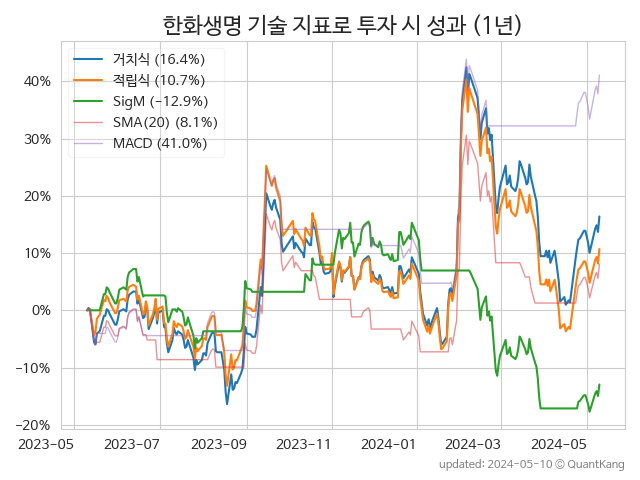 한화생명 기술 지표로 투자 시 성과 (1년)
거치식 (16.4%)
적립식 (10.7%)
SigM (−12.9%)
SMA(20) (8.1%)
MACD (41.0%)
40%
30%
20%
10%
0%
−10%
−20%
2023-05 2023-07 2023-09 2023-11 2024-01 2024-03 2024-05
updated: 2024-05-10 © QuantKang